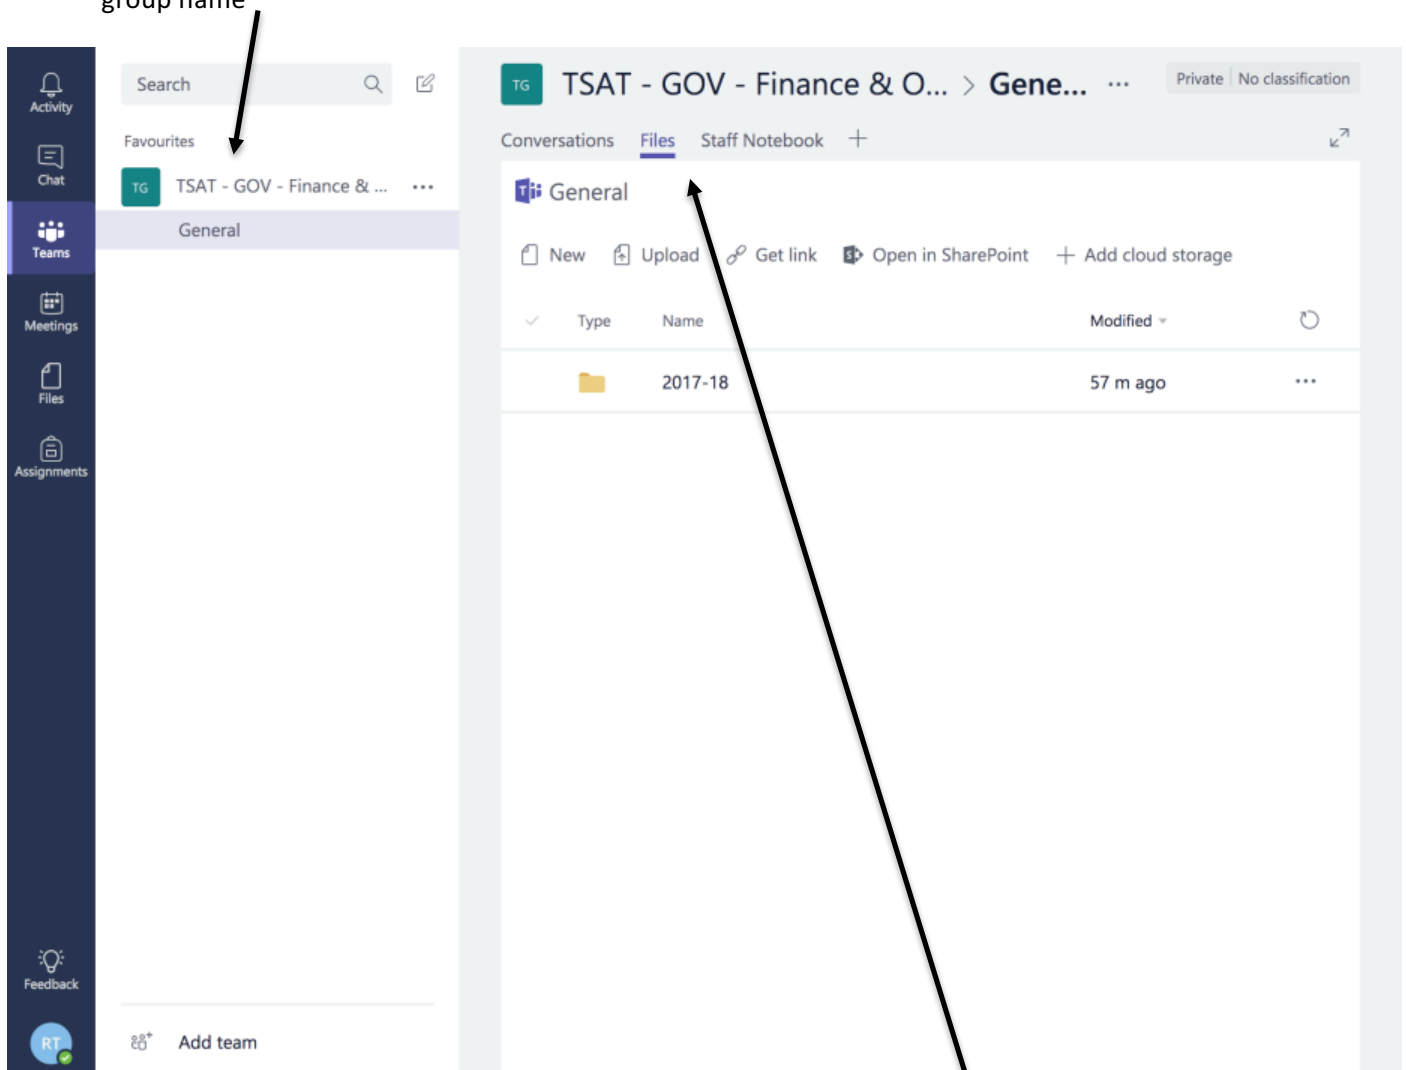 group name
Activity
Chat
Teams
Meetings
Files
Assignments
Feedback
RT
Search
Favourites
TG TSAT - GOV - Finance & ... ...
General
Add team
TG TSAT - GOV - Finance & O... > Gene... ... Private No classification
Conversations Files Staff Notebook +
General
New Upload Get link Open in SharePoint + Add cloud storage
Type Name Modified
2017-18 57 m ago ...